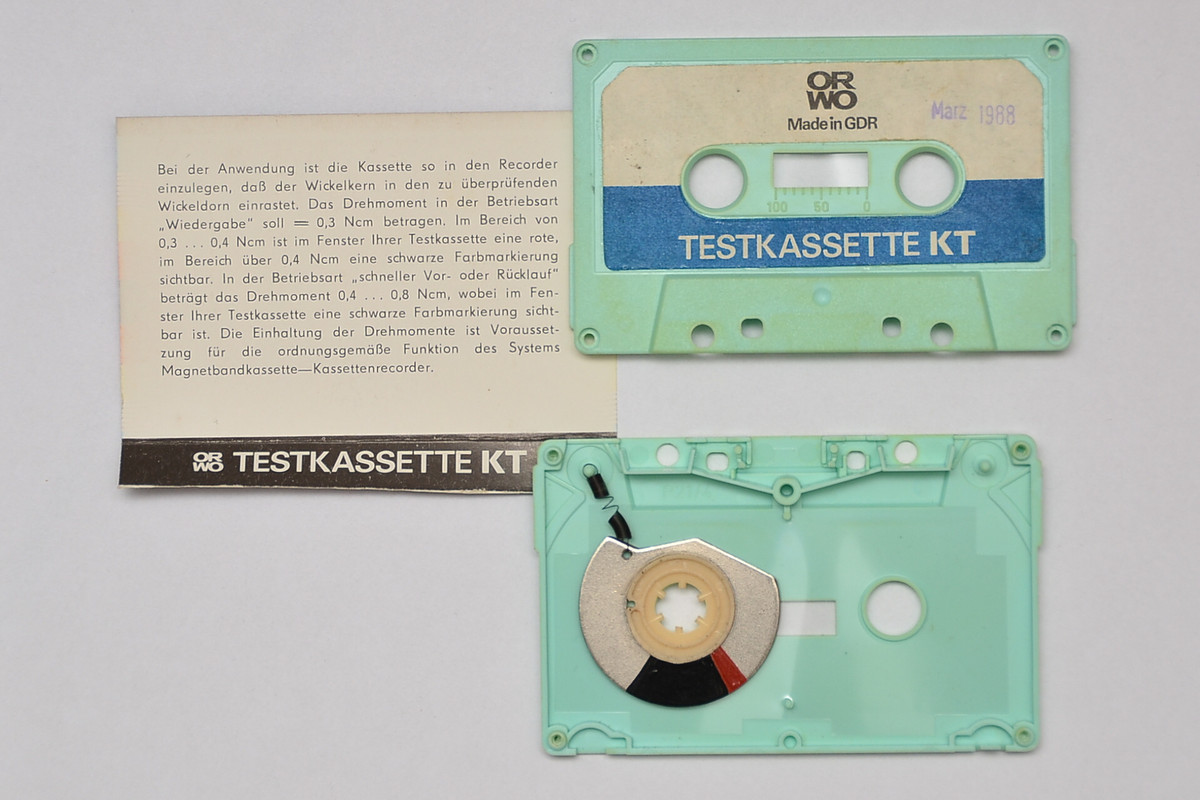 Bei der Anwendung ist die Kassette so in den Recorder
einzulegen, daß der Wickelkern in den zu überprüfenden
Wickeldorn einrastet. Das Drehmoment in der Betriebsart
„Wiedergabe“ soll = 0,3 Ncm betragen. Im Bereich von
0,3 ... 0,4 Ncm ist im Fenster Ihrer Testkassette eine rote,
im Bereich über 0,4 Ncm eine schwarze Farbmarkierung
sichtbar. In der Betriebsart „schneller Vor- oder Rücklauf“
beträgt das Drehmoment 0,4 ... 0,8 Ncm, wobei im Fen-
ster Ihrer Testkassette eine schwarze Farbmarkierung sicht-
bar ist. Die Einhaltung der Drehmomente ist Vorausset-
zung für die ordnungsgemäße Funktion des Systems
Magnetbandkassette—Kassettenrecorder.
OR
WO TESTKASSETTE KT
OR
WO
Made in GDR
März 1988
100 50 0
TESTKASSETTE KT